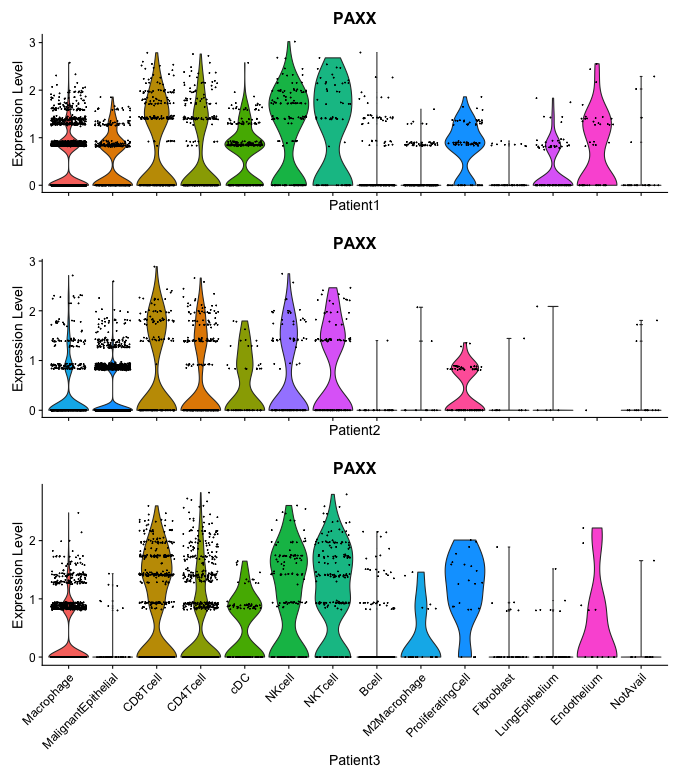 PAXX
Expression Level
3
2
1
0
Patient1
PAXX
Expression Level
3
2
1
0
Patient2
PAXX
Expression Level
2
1
0
Macrophage
MalignantEpithelial
CD8Tcell
CD4Tcell
cDC
NKcell
NKTcell
Bcell
M2Macrophage
ProliferatingCell
Fibroblast
LungEpithelium
Endothelium
NotAvail
Patient3